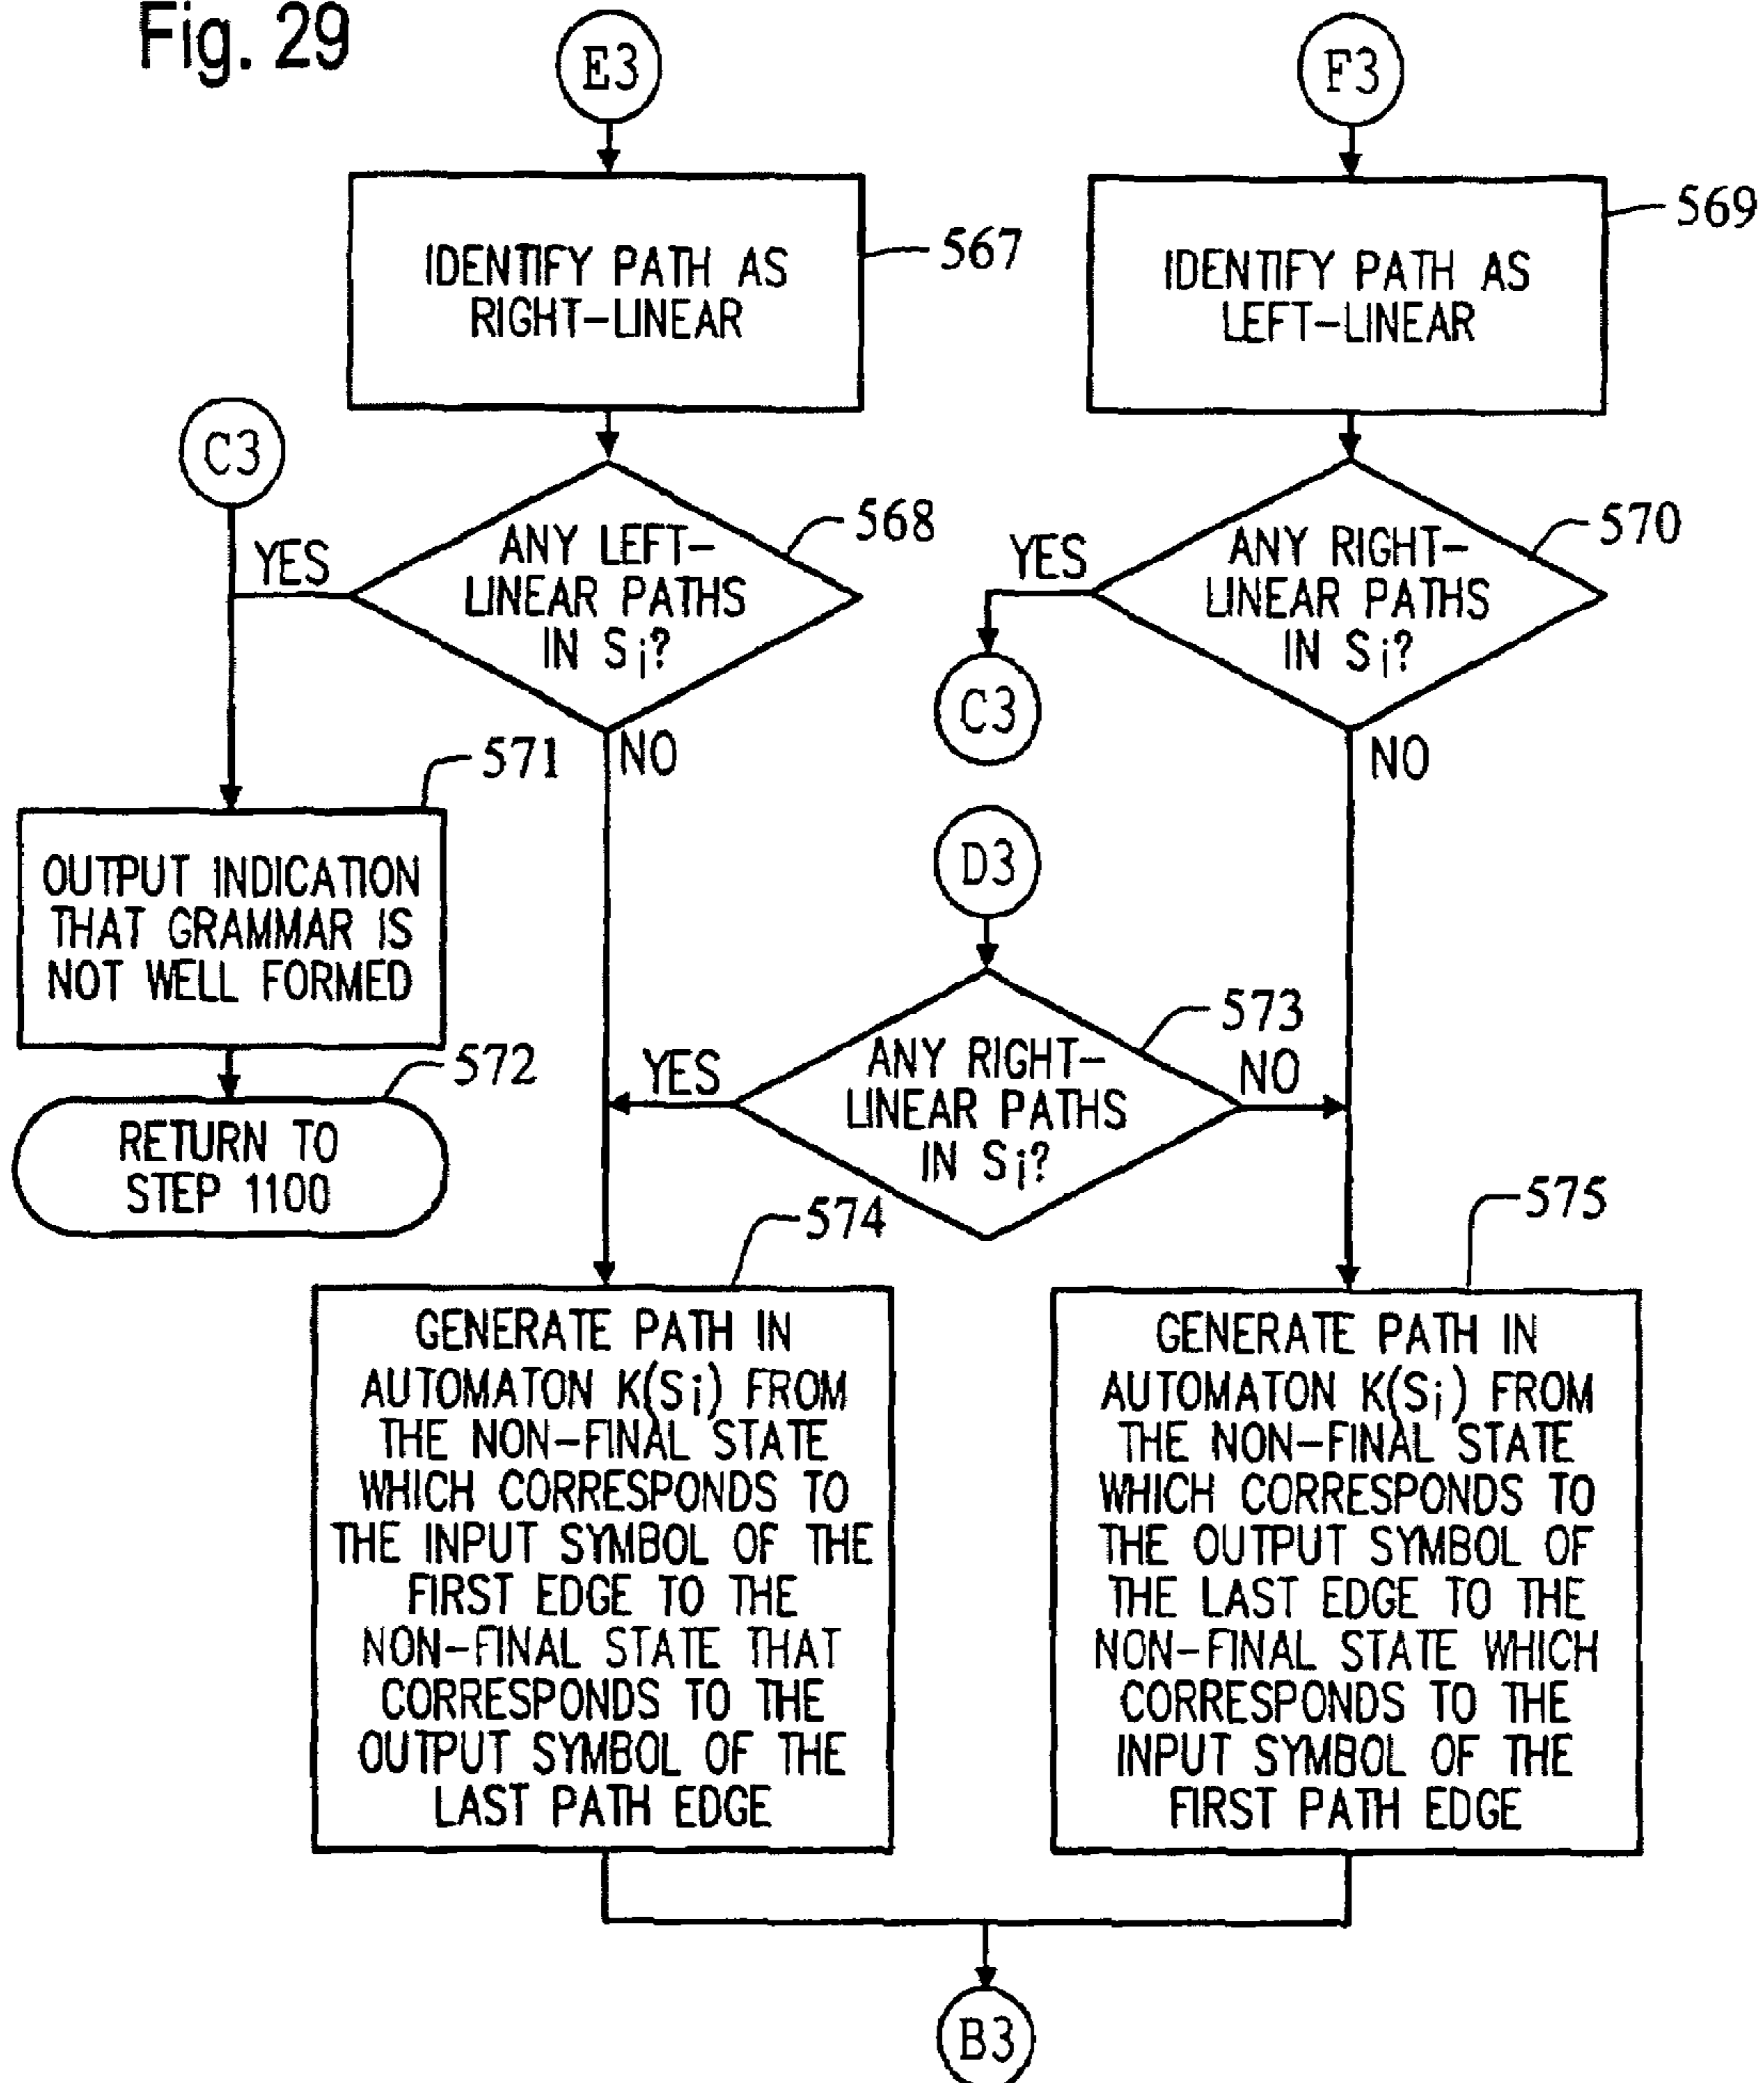 Fig. 29
E3
F3
IDENTIFY PATH AS
RIGHT-LINEAR
567
IDENTIFY PATH AS
LEFT-LINEAR
569
C3
YES
ANY LEFT-
LINEAR PATHS
IN Si?
568
NO
YES
ANY RIGHT-
LINEAR PATHS
IN Si?
570
C3
NO
571
OUTPUT INDICATION
THAT GRAMMAR IS
NOT WELL FORMED
572
RETURN TO
STEP 1100
D3
YES
ANY RIGHT-
LINEAR PATHS
IN Si?
573
NO
574
GENERATE PATH IN
AUTOMATON K(Si) FROM
THE NON-FINAL STATE
WHICH CORRESPONDS TO
THE INPUT SYMBOL OF THE
FIRST EDGE TO THE
NON-FINAL STATE THAT
CORRESPONDS TO THE
OUTPUT SYMBOL OF THE
LAST PATH EDGE
575
GENERATE PATH IN
AUTOMATON K(Si) FROM
THE NON-FINAL STATE
WHICH CORRESPONDS TO
THE OUTPUT SYMBOL OF
THE LAST EDGE TO THE
NON-FINAL STATE WHICH
CORRESPONDS TO THE
INPUT SYMBOL OF THE
FIRST PATH EDGE
B3